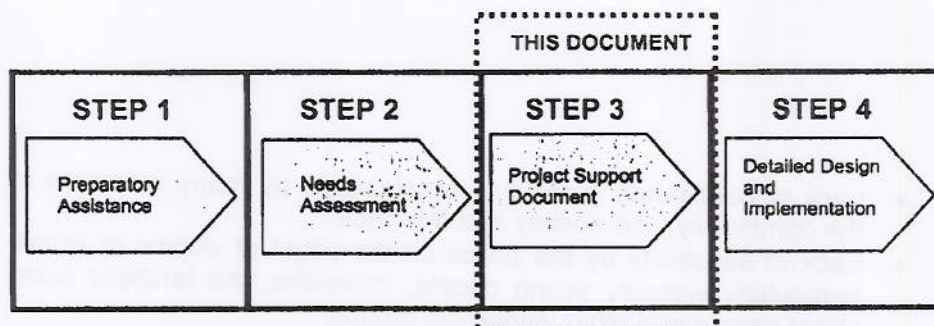 THIS DOCUMENT
STEP 1
Preparatory
Assistance
STEP 2
Needs
Assessment
STEP 3
Project Support
Document
STEP 4
Detailed Design
and
Implementation